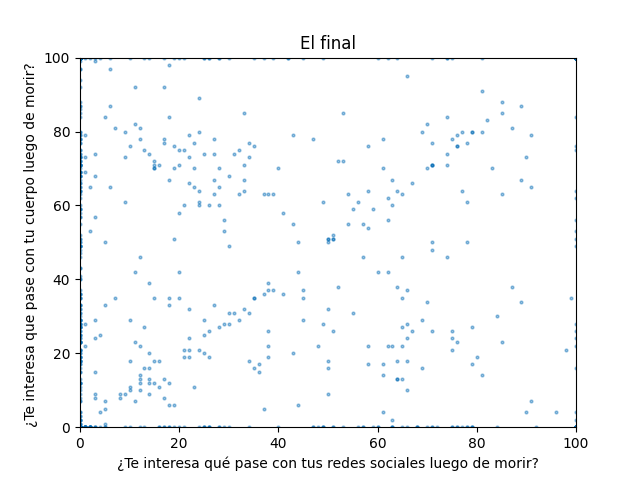 El final
¿Te interesa que pase con tu cuerpo luego de morir?
100
80
60
40
20
0
0 20 40 60 80 100
¿Te interesa qué pase con tus redes sociales luego de morir?